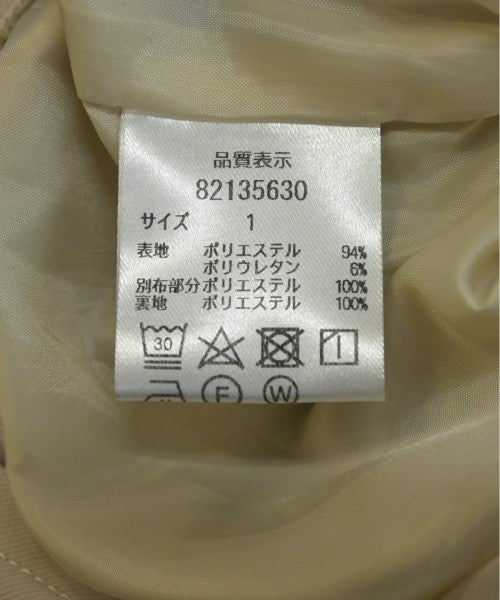 品質表示
82135630
サイズ 1
表地 ポリエステル 94%
ポリウレタン 6%
別布部分ポリエステル 100%
裏地 ポリエステル 100%
30
F W